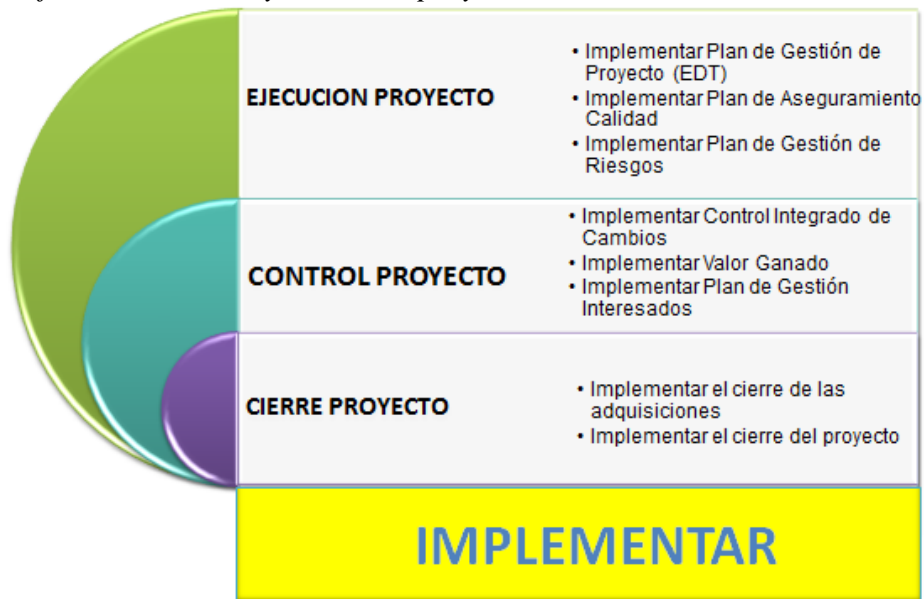 EJECUCION PROYECTO
• Implementar Plan de Gestión de
Proyecto (EDT)
• Implementar Plan de Aseguramiento
Calidad
• Implementar Plan de Gestión de
Riesgos
CONTROL PROYECTO
• Implementar Control Integrado de
Cambios
• Implementar Valor Ganado
• Implementar Plan de Gestión
Interesados
CIERRE PROYECTO
• Implementar el cierre de las
adquisiciones
• Implementar el cierre del proyecto
IMPLEMENTAR